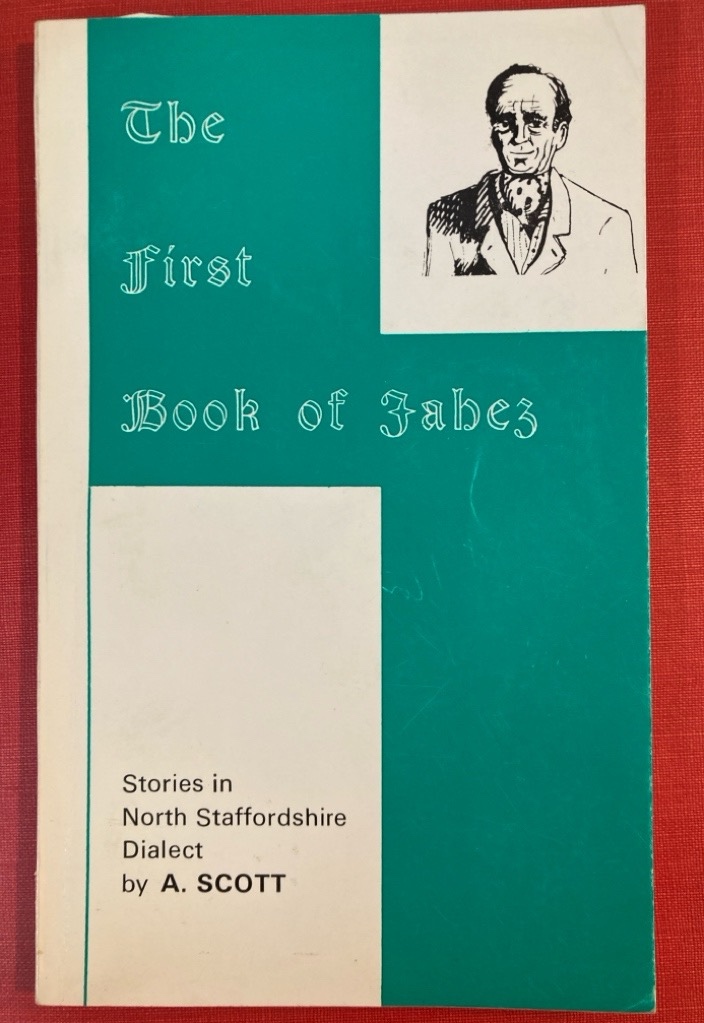 The
First
Book of Jabez
Stories in
North Staffordshire
Dialect
by A. SCOTT